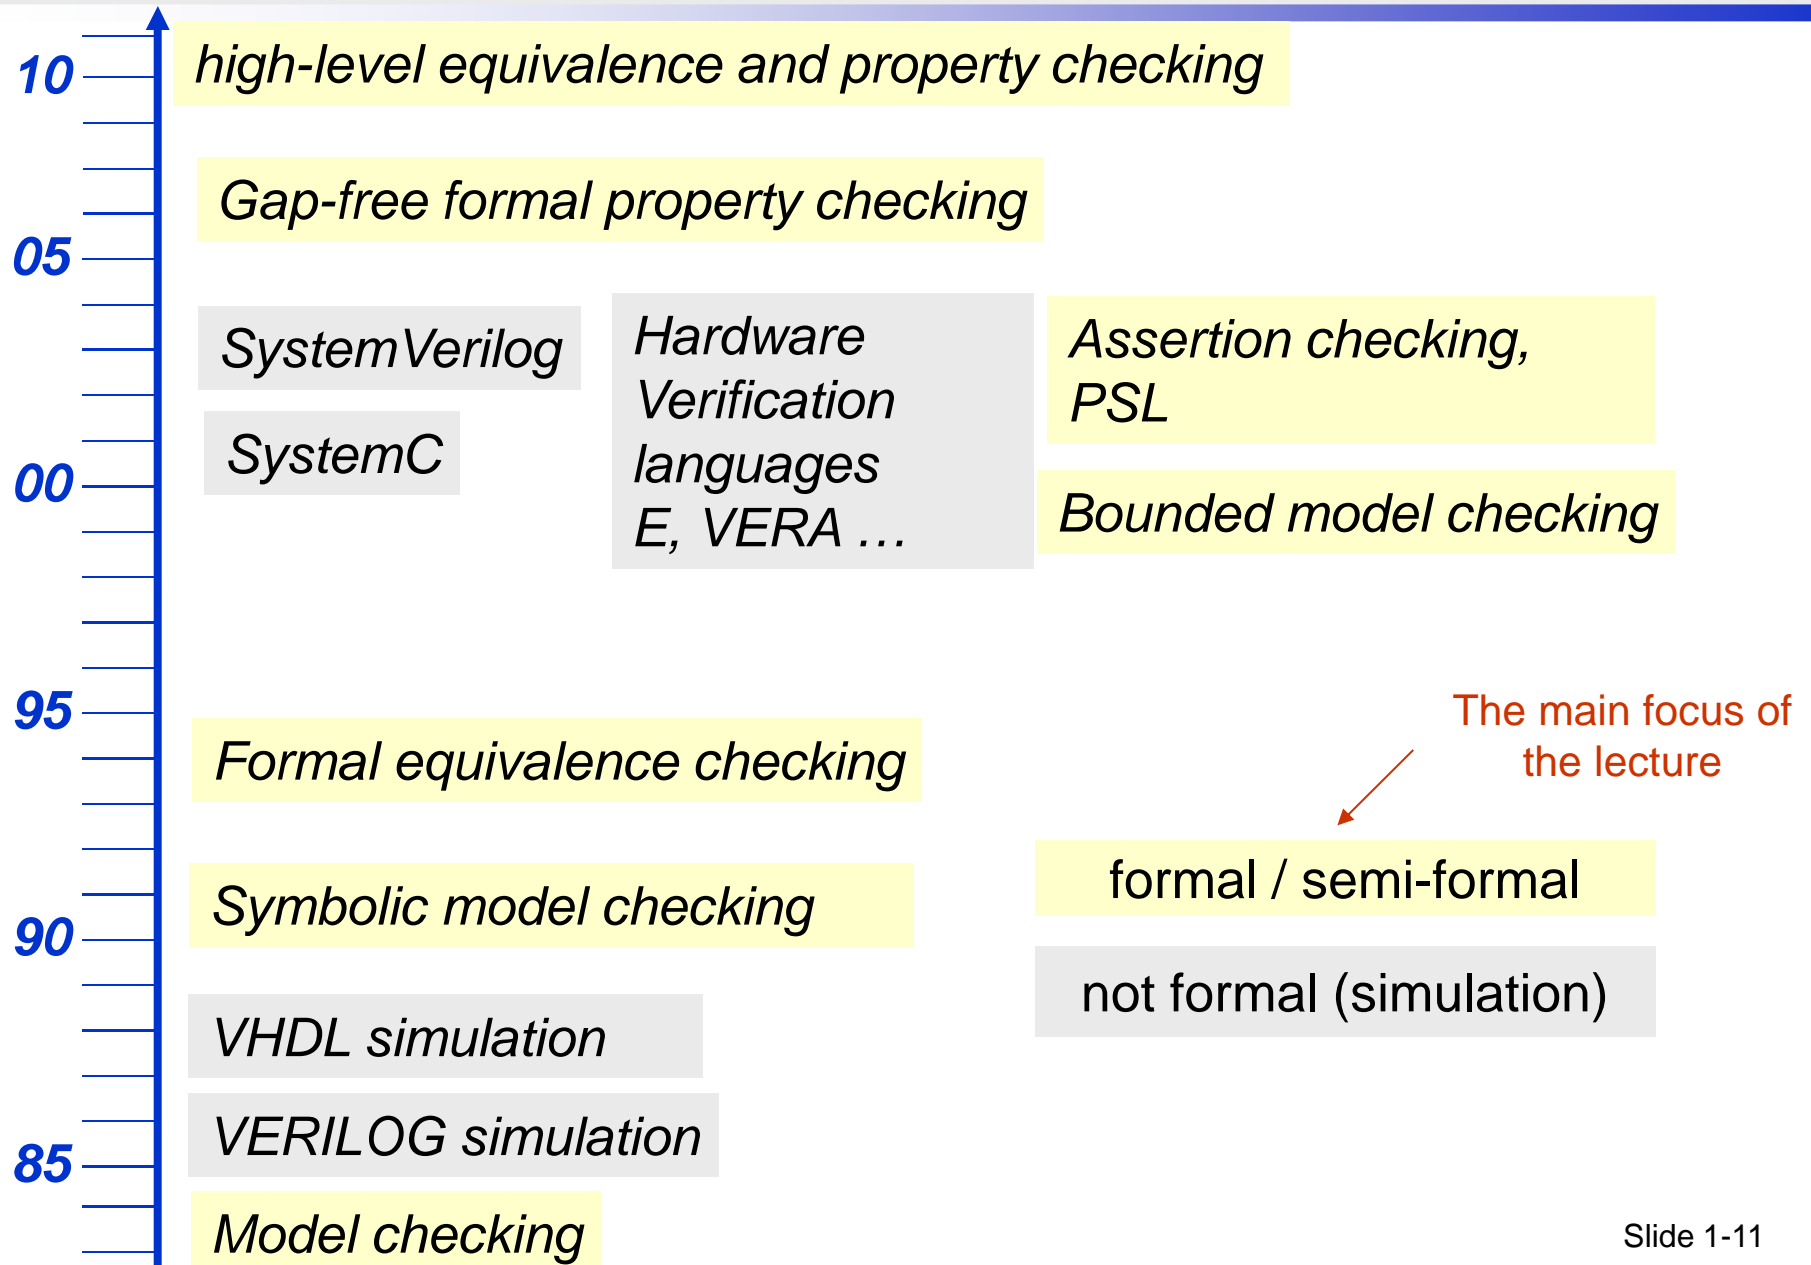 10
high-level equivalence and property checking
Gap-free formal property checking
05
SystemVerilog
SystemC
Hardware
Verification
languages
E, VERA …
Assertion checking,
PSL
00
Bounded model checking
95
The main focus of
the lecture
Formal equivalence checking
formal / semi-formal
Symbolic model checking
90
not formal (simulation)
VHDL simulation
VERILOG simulation
85
Model checking
Slide 1-11